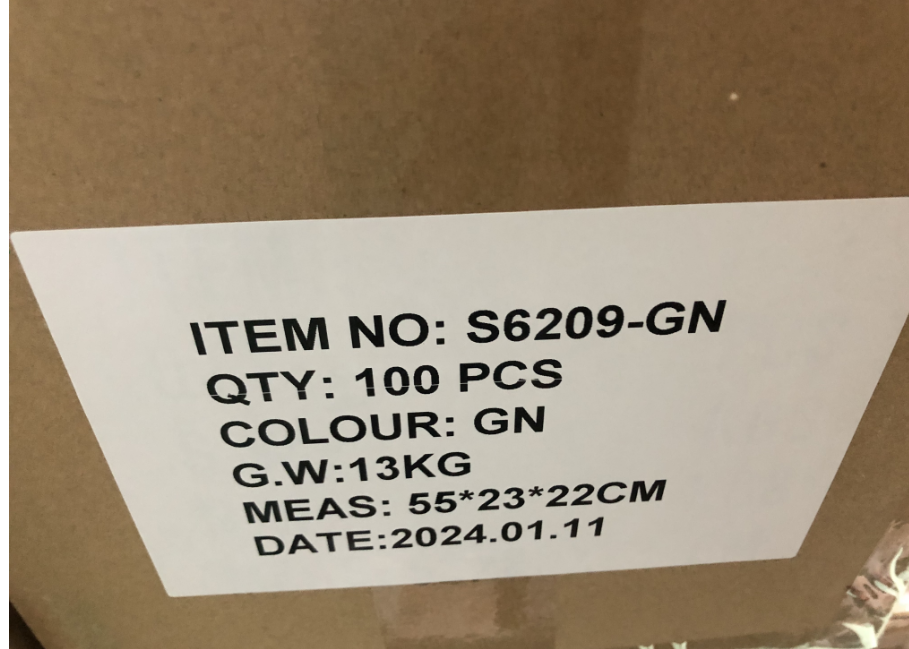 ITEM NO: S6209-GN
QTY: 100 PCS
COLOUR: GN
G.W:13KG
MEAS: 55*23*22CM
DATE:2024.01.11